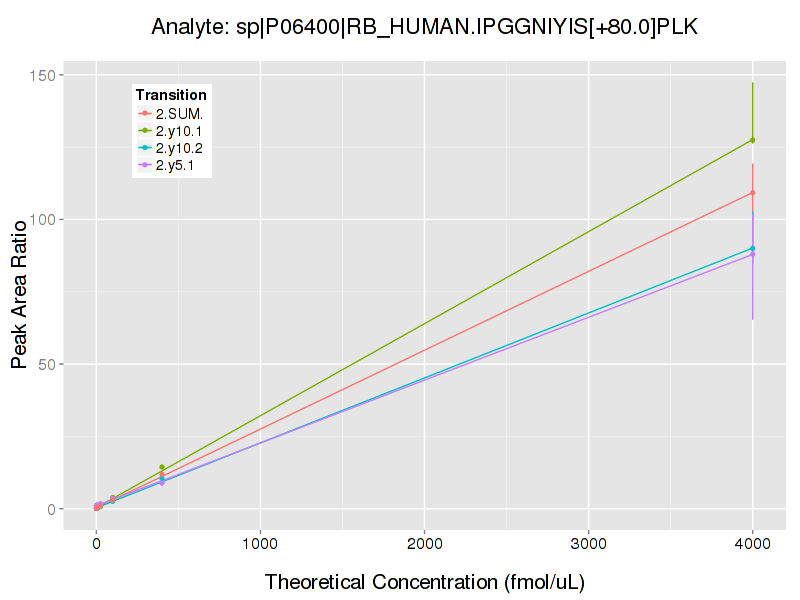 Analyte: sp|P06400|RB_HUMAN.IPGGNIYIS[+80.0]PLK
Transition
2.SUM.
2.y10.1
2.y10.2
2.y5.1
Peak Area Ratio
150
100
50
0
0 1000 2000 3000 4000
Theoretical Concentration (fmol/uL)